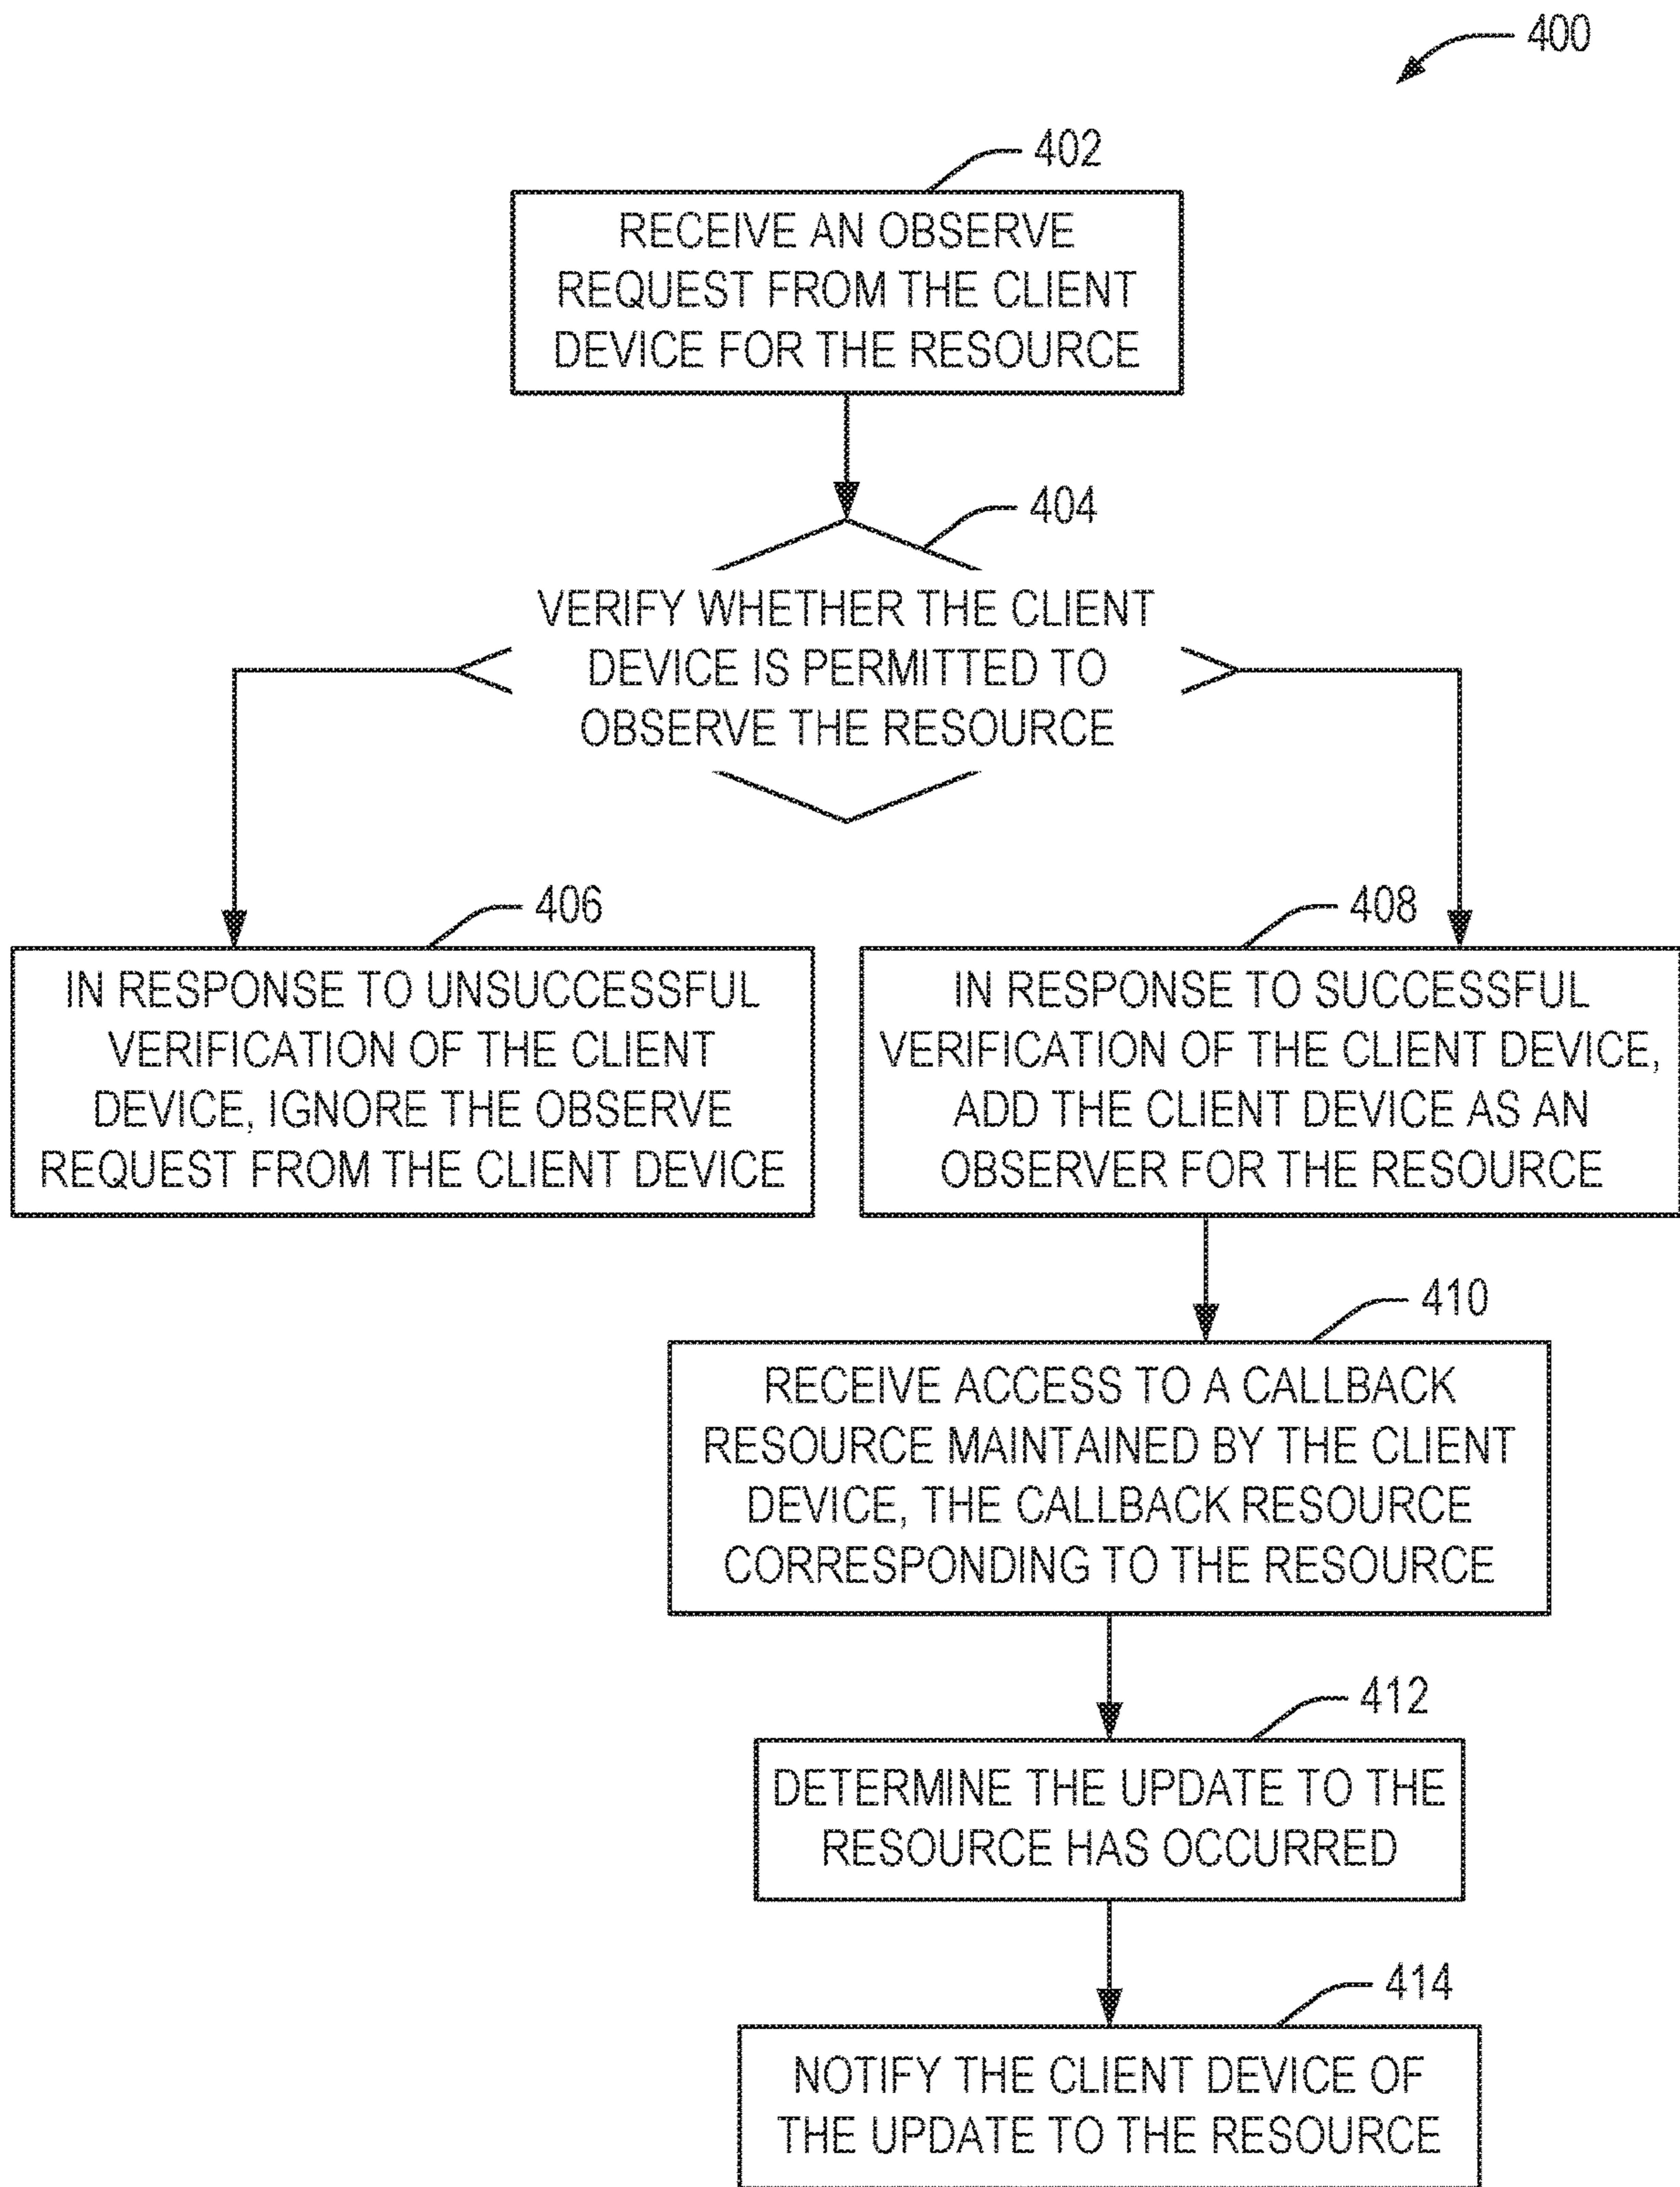 400
402
RECEIVE AN OBSERVE
REQUEST FROM THE CLIENT
DEVICE FOR THE RESOURCE
404
VERIFY WHETHER THE CLIENT
DEVICE IS PERMITTED TO
OBSERVE THE RESOURCE
406
IN RESPONSE TO UNSUCCESSFUL
VERIFICATION OF THE CLIENT
DEVICE, IGNORE THE OBSERVE
REQUEST FROM THE CLIENT DEVICE
408
IN RESPONSE TO SUCCESSFUL
VERIFICATION OF THE CLIENT DEVICE,
ADD THE CLIENT DEVICE AS AN
OBSERVER FOR THE RESOURCE
410
RECEIVE ACCESS TO A CALLBACK
RESOURCE MAINTAINED BY THE CLIENT
DEVICE, THE CALLBACK RESOURCE
CORRESPONDING TO THE RESOURCE
412
DETERMINE THE UPDATE TO THE
RESOURCE HAS OCCURRED
414
NOTIFY THE CLIENT DEVICE OF
THE UPDATE TO THE RESOURCE